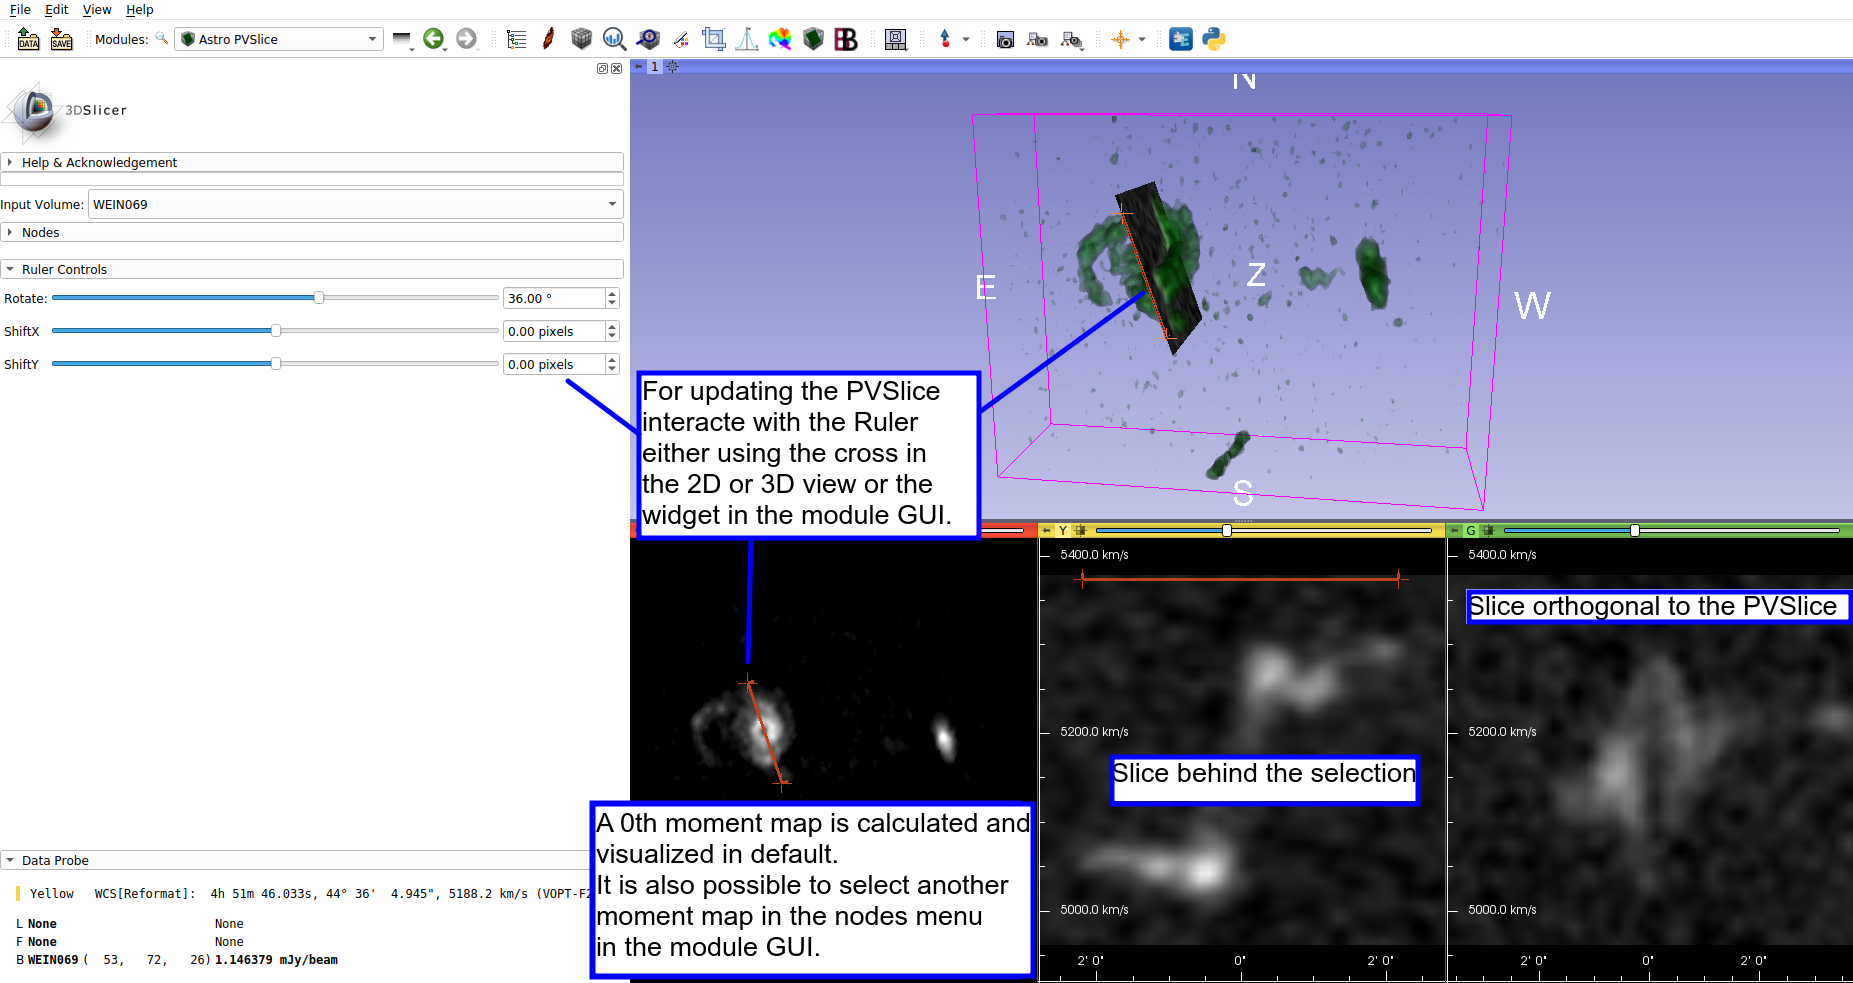 File Edit View Help
DATA SAVE Modules: Astro PVSlice
1
3DSlicer
Help & Acknowledgement
Input Volume: WEIN069
Nodes
Ruler Controls
Rotate: 36.00 °
ShiftX 0.00 pixels
ShiftY 0.00 pixels
N
E
Z
W
S
For updating the PVSlice
interacte with the Ruler
either using the cross in
the 2D or 3D view or the
widget in the module GUI.
Y
G
5400.0 km/s
5200.0 km/s
5000.0 km/s
2' 0" 0" 2' 0"
Slice behind the selection
5400.0 km/s
Slice orthogonal to the PVSlice
5200.0 km/s
5000.0 km/s
2' 0" 0" 2' 0"
A 0th moment map is calculated and
visualized in default.
It is also possible to select another
moment map in the nodes menu
in the module GUI.
Data Probe
Yellow WCS[Reformat]: 4h 51m 46.033s, 44° 36' 4.945", 5188.2 km/s (VOPT-F2
L None None
F None None
B WEIN069 ( 53, 72, 26) 1.146379 mJy/beam